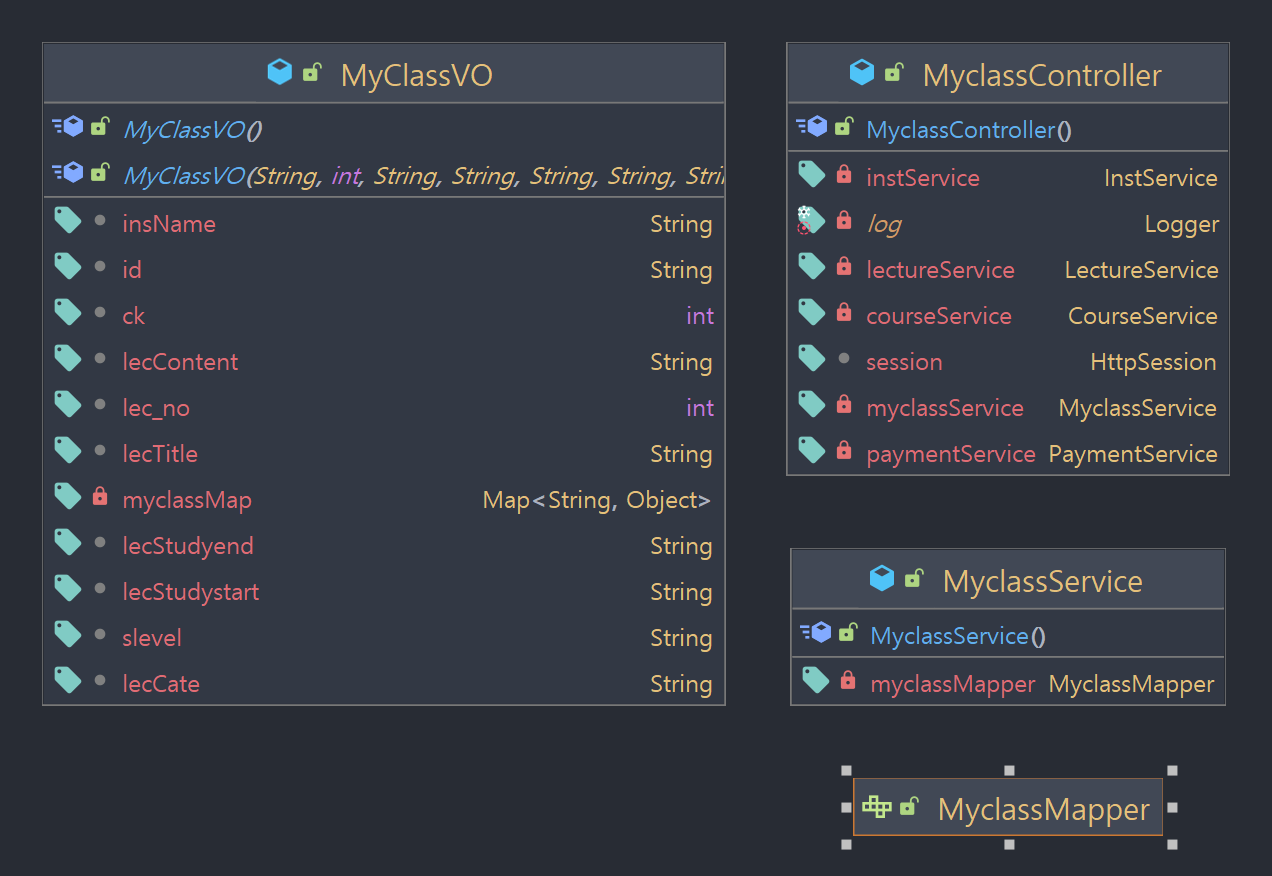 MyClassVO
MyClassVO()
MyClassVO(String, int, String, String, String, String, Stri
insName String
id String
ck int
lecContent String
lec_no int
lecTitle String
myclassMap Map<String, Object>
lecStudyend String
lecStudystart String
slevel String
lecCate String
MyclassController
MyclassController()
instService InstService
log Logger
lectureService LectureService
courseService CourseService
session HttpSession
myclassService MyclassService
paymentService PaymentService
MyclassService
MyclassService()
myclassMapper MyclassMapper
MyclassMapper